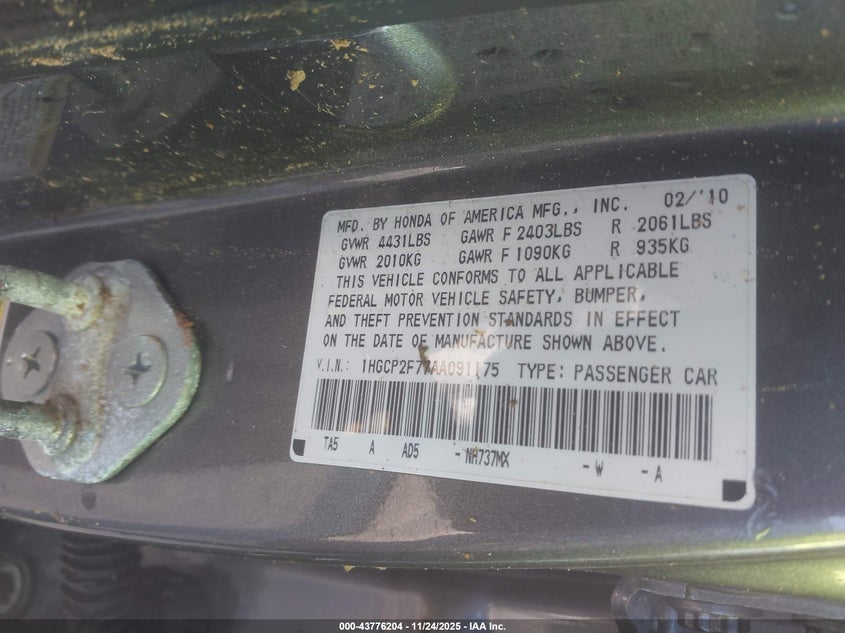 MFD. BY HONDA OF AMERICA MFG., INC. 02/'10
GVWR 4431LBS GAWR F 2403LBS R 2061LBS
GVWR 2010KG GAWR F 1090KG R 935KG
THIS VEHICLE CONFORMS TO ALL APPLICABLE
FEDERAL MOTOR VEHICLE SAFETY, BUMPER,
AND THEFT PREVENTION STANDARDS IN EFFECT
ON THE DATE OF MANUFACTURE SHOWN ABOVE.
V.I.N.: 1HGCP2F77AA091175 TYPE: PASSENGER CAR
TA5 A AD5 - NH737MX - W - A
000-43776204 - 11/24/2025 - IAA Inc.